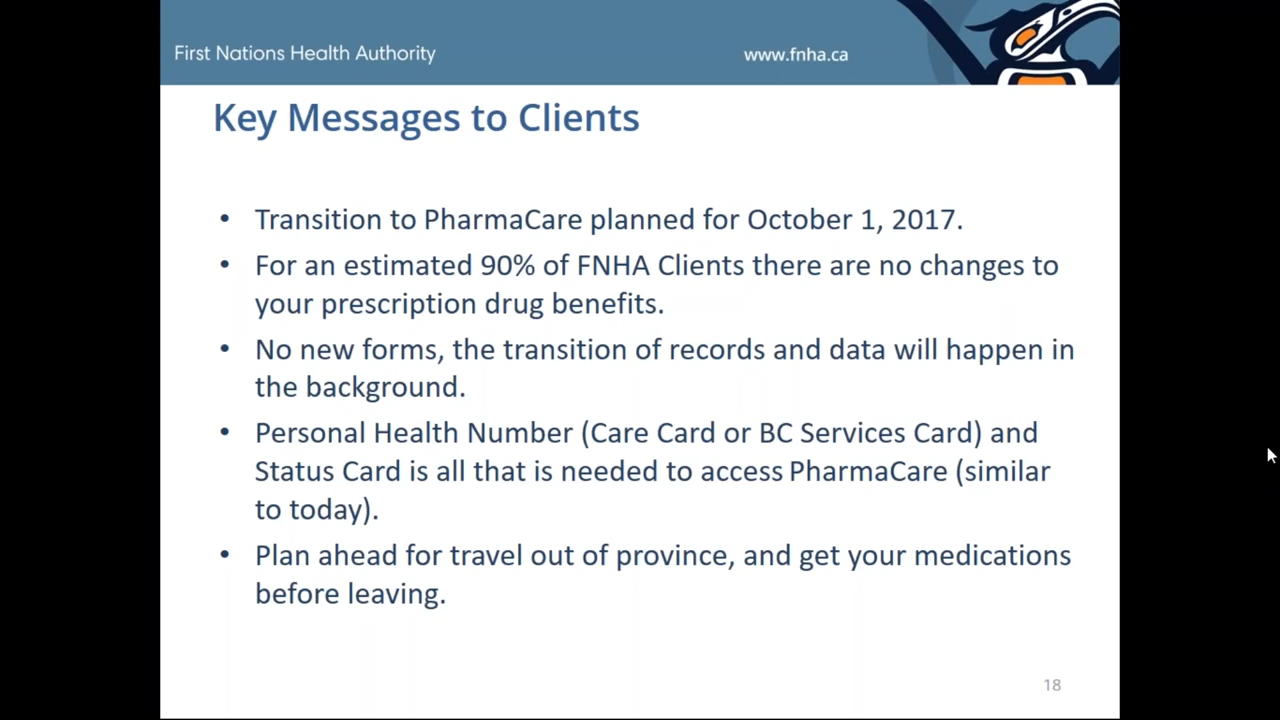 First Nations Health Authority
www.fnha.ca
Key Messages to Clients
• Transition to PharmaCare planned for October 1, 2017.
• For an estimated 90% of FNHA Clients there are no changes to
your prescription drug benefits.
• No new forms, the transition of records and data will happen in
the background.
• Personal Health Number (Care Card or BC Services Card) and
Status Card is all that is needed to access PharmaCare (similar
to today).
• Plan ahead for travel out of province, and get your medications
before leaving.
18